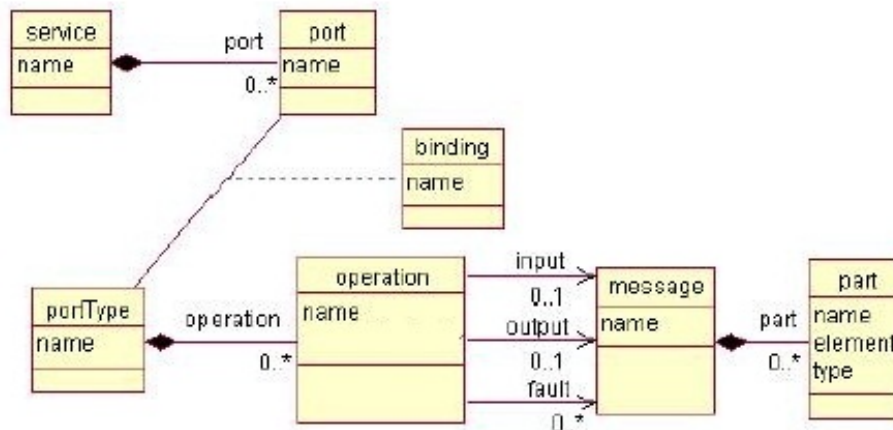 service
name
port
0..*
port
name
binding
name
portType
name
operation
0..*
operation
name
input
0..1
output
0..1
fault
0..*
message
name
part
0..*
part
name
element
type